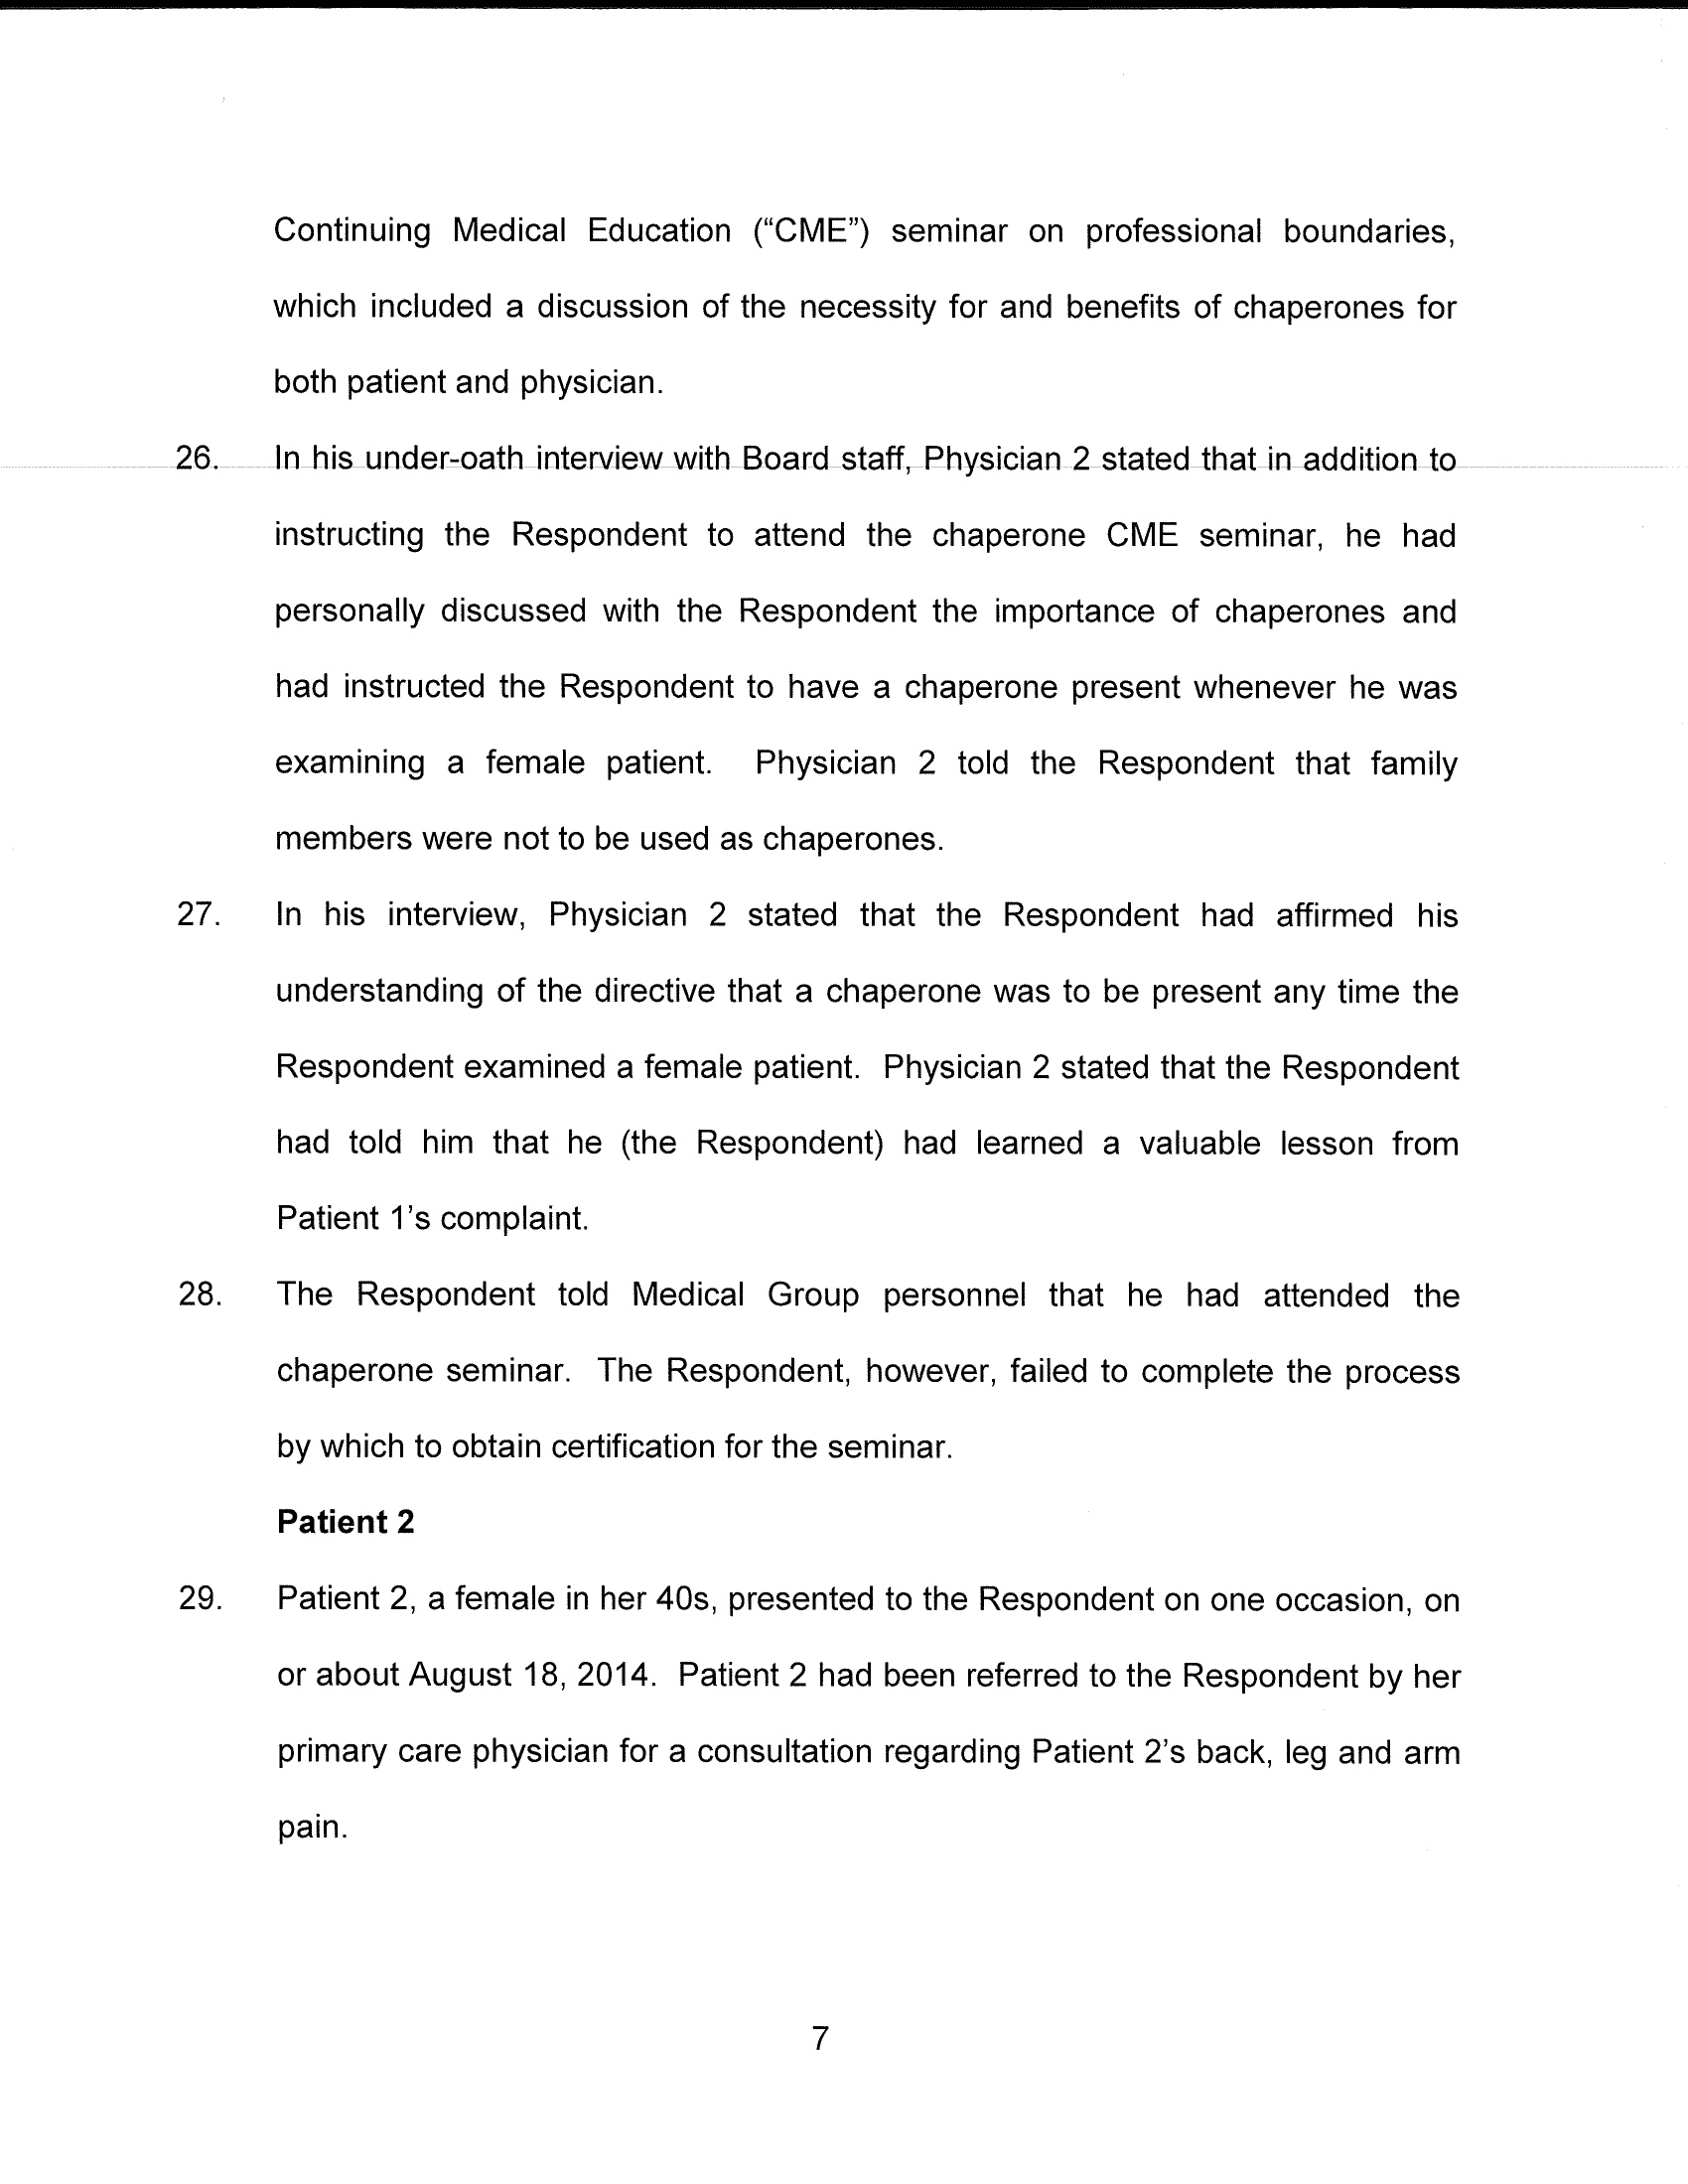 Continuing Medical Education (“CME”) seminar on professional boundaries,
which included a discussion of the necessity for and benefits of chaperones for
both patient and physician.
26. In his under-oath interview with Board staff, Physician 2 stated that in addition to
instructing the Respondent to attend the chaperone CME seminar, he had
personally discussed with the Respondent the importance of chaperones and
had instructed the Respondent to have a chaperone present whenever he was
examining a female patient. Physician 2 told the Respondent that family
members were not to be used as chaperones.
27. In his interview, Physician 2 stated that the Respondent had affirmed his
understanding of the directive that a chaperone was to be present any time the
Respondent examined a female patient. Physician 2 stated that the Respondent
had told him that he (the Respondent) had learned a valuable lesson from
Patient 1’s complaint.
28. The Respondent told Medical Group personnel that he had attended the
chaperone seminar. The Respondent, however, failed to complete the process
by which to obtain certification for the seminar.
Patient 2
29. Patient 2, a female in her 40s, presented to the Respondent on one occasion, on
or about August 18, 2014. Patient 2 had been referred to the Respondent by her
primary care physician for a consultation regarding Patient 2’s back, leg and arm
pain.
7